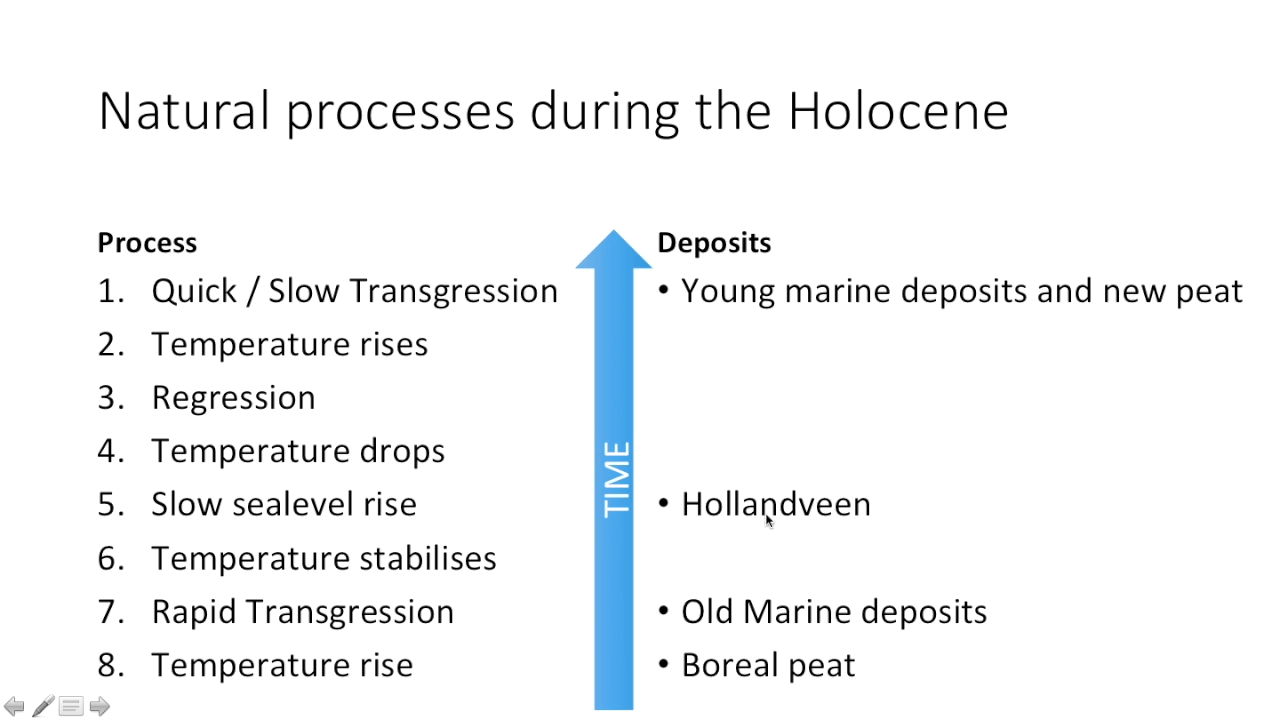 Natural processes during the Holocene
Process
1. Quick / Slow Transgression
2. Temperature rises
3. Regression
4. Temperature drops
5. Slow sealevel rise
6. Temperature stabilises
7. Rapid Transgression
8. Temperature rise
TIME
Deposits
• Young marine deposits and new peat
• Hollandveen
• Old Marine deposits
• Boreal peat